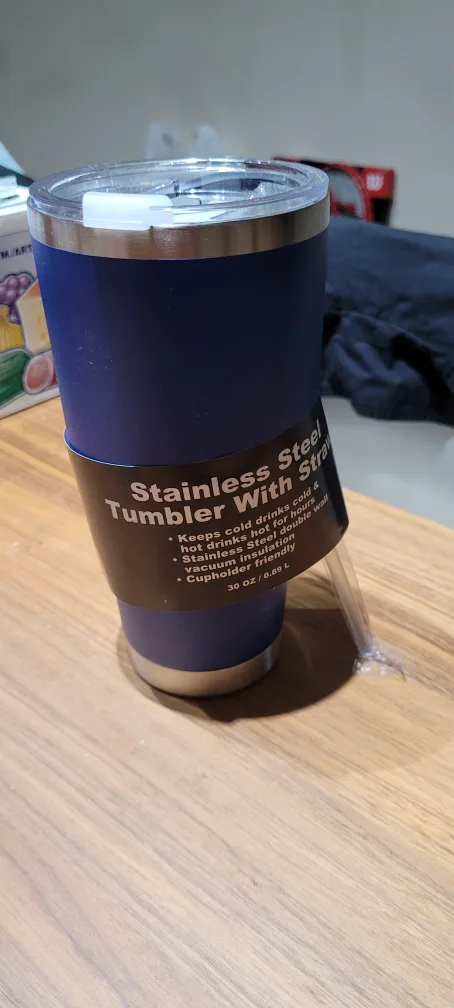 Stainless Steel
Tumbler With Straw
• Keeps cold drinks cold &
hot drinks hot for hours
• Stainless Steel double wall
vacuum insulation
• Cupholder friendly
30 OZ / 0.89 L
W